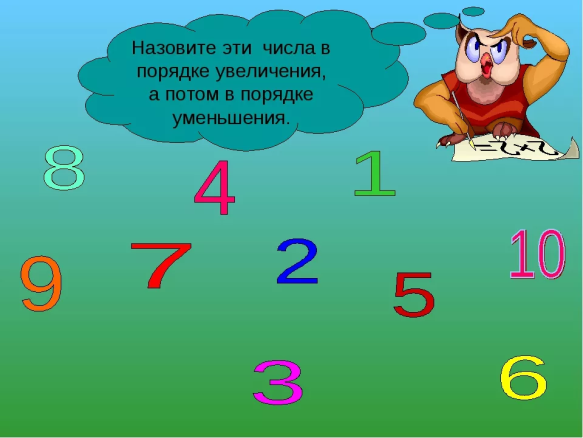 Назовите эти числа в
порядке увеличения,
а потом в порядке
уменьшения.
8
4
1
7
2
10
9
5
3
6